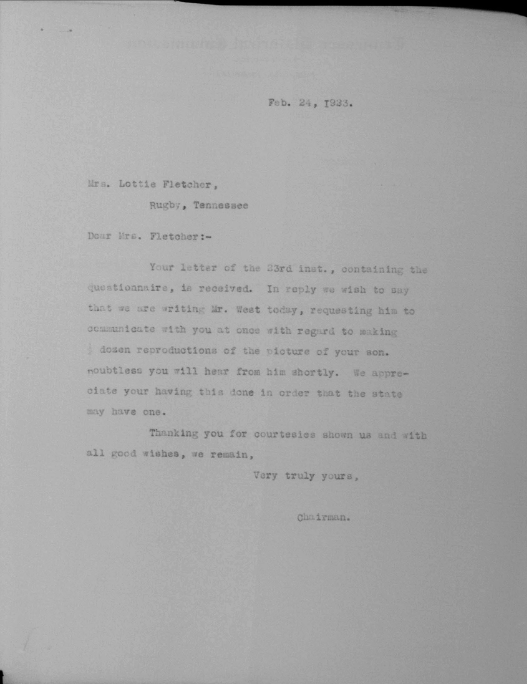 Feb. 24, 1923.
Mrs. Lottie Fletcher,
Rugby, Tennessee
Dear Mrs. Fletcher:-
Your letter of the 23rd inst., containing the
questionnaire, is received. In reply we wish to say
that we are writing Mr. West today, requesting him to
communicate with you at once with regard to making
½ dozen reproductions of the picture of your son.
Doubtless you will hear from him shortly. We appre-
ciate your having this done in order that the state
may have one.
Thanking you for courtesies shown us and with
all good wishes, we remain,
Very truly yours,
Chairman.